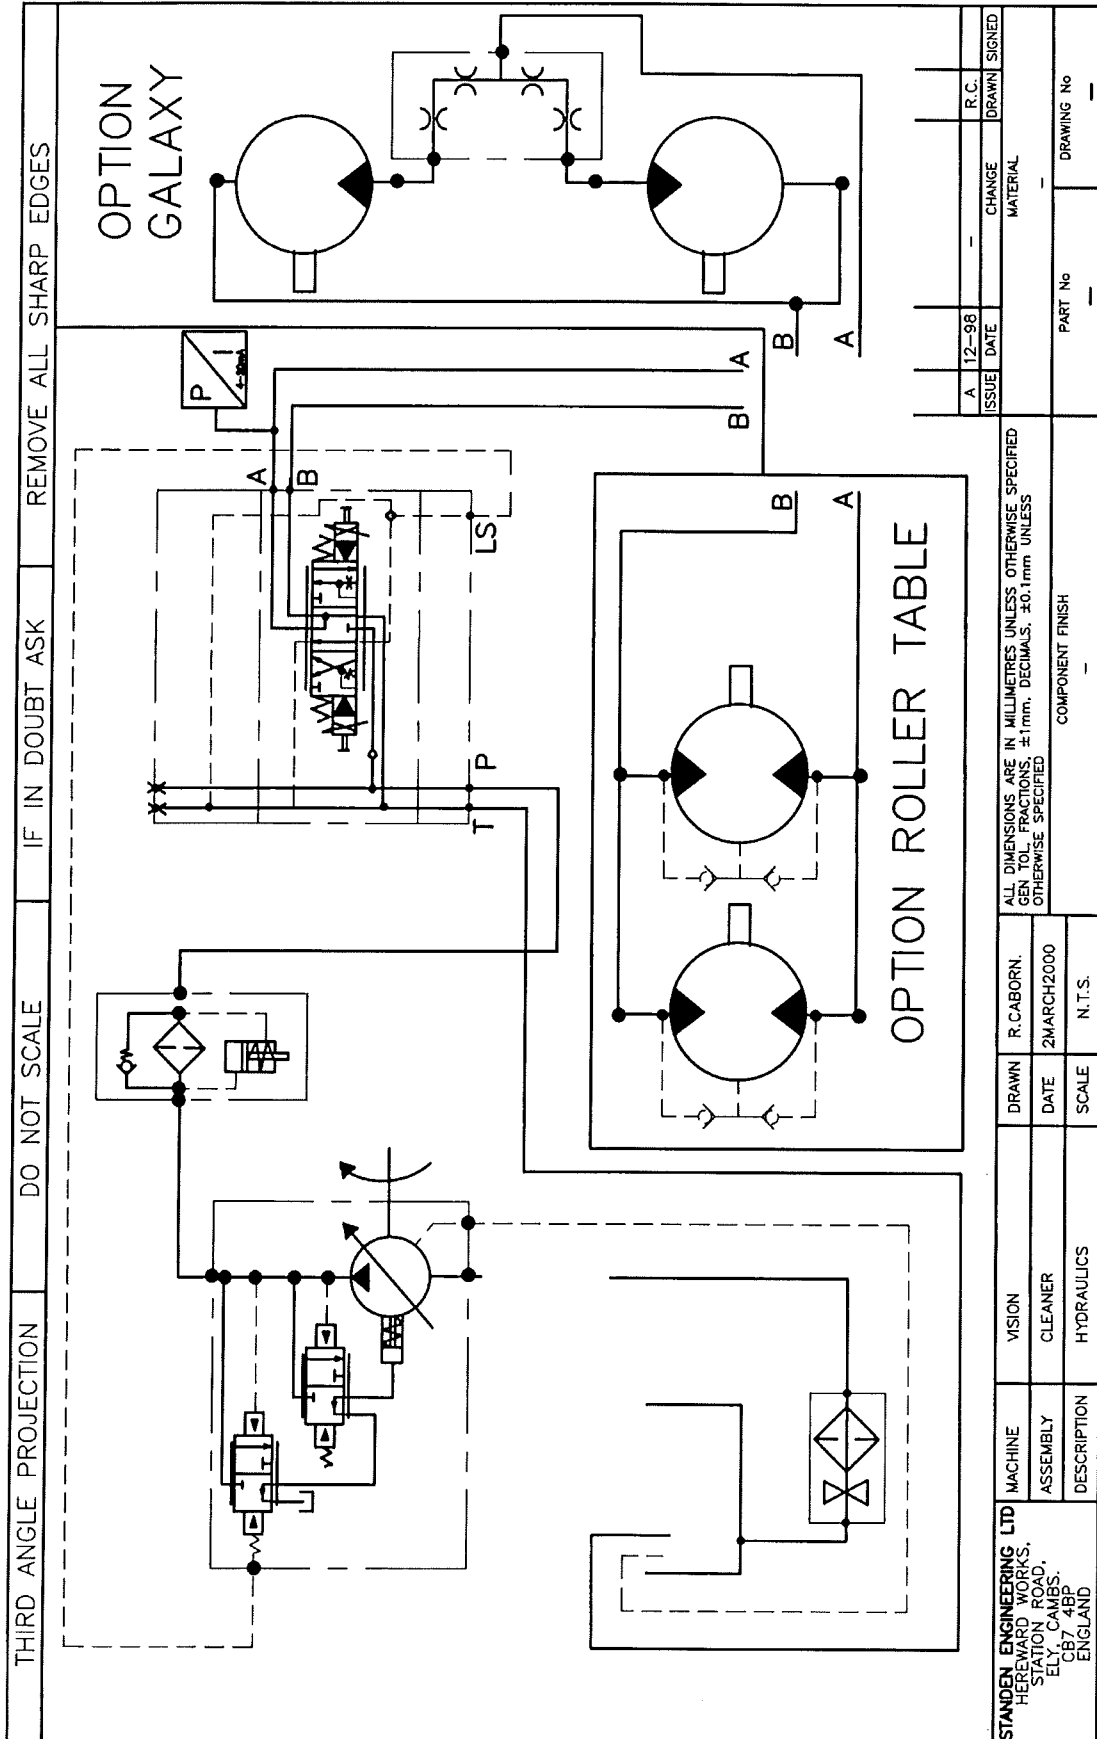 THIRD ANGLE PROJECTION
DO NOT SCALE
IF IN DOUBT ASK
REMOVE ALL SHARP EDGES
OPTION
GALAXY
P
I
4-20mA
A
B
LS
P
T
B
A
B
A
B
A
OPTION ROLLER TABLE
STANDEN ENGINEERING LTD
HEREWARD WORKS,
STATION ROAD,
ELY, CAMBS.
CB7 4BP
ENGLAND
MACHINE
VISION
ASSEMBLY
CLEANER
DESCRIPTION
HYDRAULICS
DRAWN
R.CABORN.
DATE
2MARCH2000
SCALE
N.T.S.
ALL DIMENSIONS ARE IN MILLIMETRES UNLESS OTHERWISE SPECIFIED
GEN TOL. FRACTIONS, ±1mm, DECIMALS, ±0.1mm UNLESS
OTHERWISE SPECIFIED
COMPONENT FINISH
-
A
12-98
-
R.C.
ISSUE
DATE
CHANGE
DRAWN
SIGNED
MATERIAL
-
PART No
-
DRAWING No
-